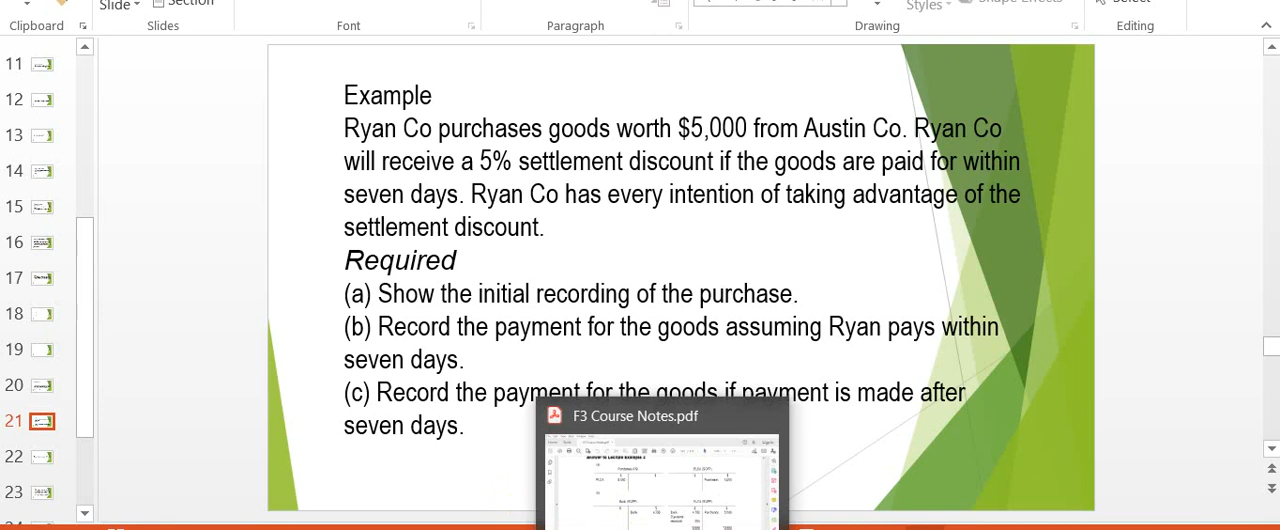 Slide
Section
Shape Effects
Styles
Select
Clipboard
Slides
Font
Paragraph
Drawing
Editing
11
12
13
14
15
16
17
18
19
20
21
22
23
Example
Ryan Co purchases goods worth $5,000 from Austin Co. Ryan Co
will receive a 5% settlement discount if the goods are paid for within
seven days. Ryan Co has every intention of taking advantage of the
settlement discount.
Required
(a) Show the initial recording of the purchase.
(b) Record the payment for the goods assuming Ryan pays within
seven days.
(c) Record the payment for the goods if payment is made after
seven days.
F3 Course Notes.pdf